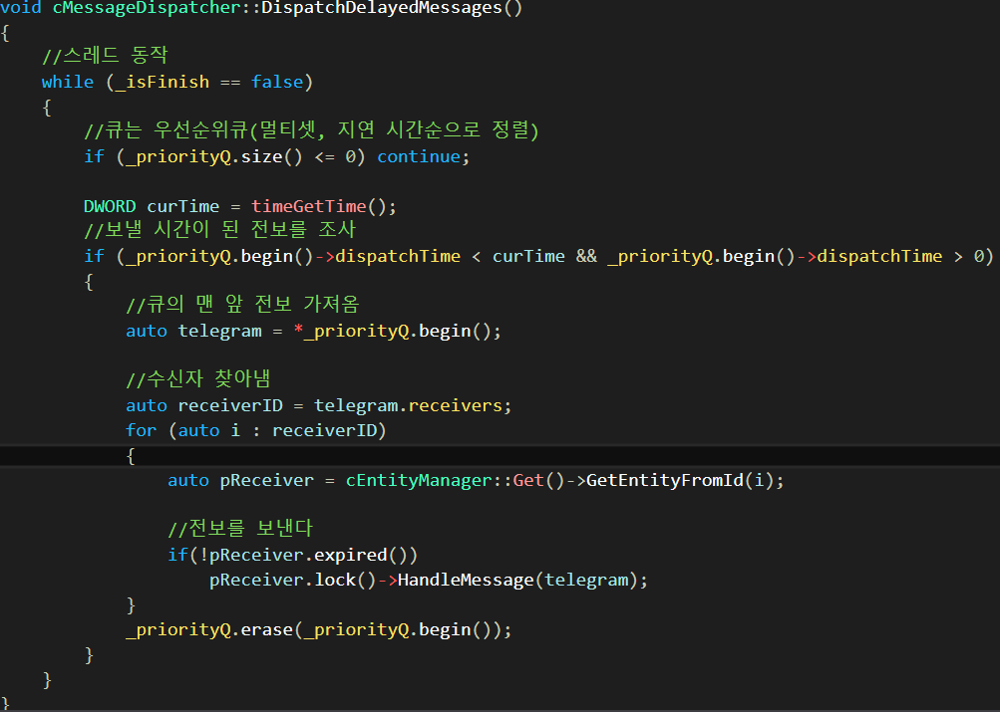 void cMessageDispatcher::DispatchDelayedMessages()
{
    //스레드 동작
    while (_isFinish == false)
    {
        //큐는 우선순위큐(멀티셋, 지연 시간순으로 정렬)
        if (_priorityQ.size() <= 0) continue;

        DWORD curTime = timeGetTime();
        //보낼 시간이 된 전보를 조사
        if (_priorityQ.begin()->dispatchTime < curTime && _priorityQ.begin()->dispatchTime > 0)
        {
            //큐의 맨 앞 전보 가져옴
            auto telegram = *_priorityQ.begin();

            //수신자 찾아냄
            auto receiverID = telegram.receivers;
            for (auto i : receiverID)
            {
                auto pReceiver = cEntityManager::Get()->GetEntityFromId(i);

                //전보를 보낸다
                if(!pReceiver.expired())
                    pReceiver.lock()->HandleMessage(telegram);
            }
            _priorityQ.erase(_priorityQ.begin());
        }
    }
}